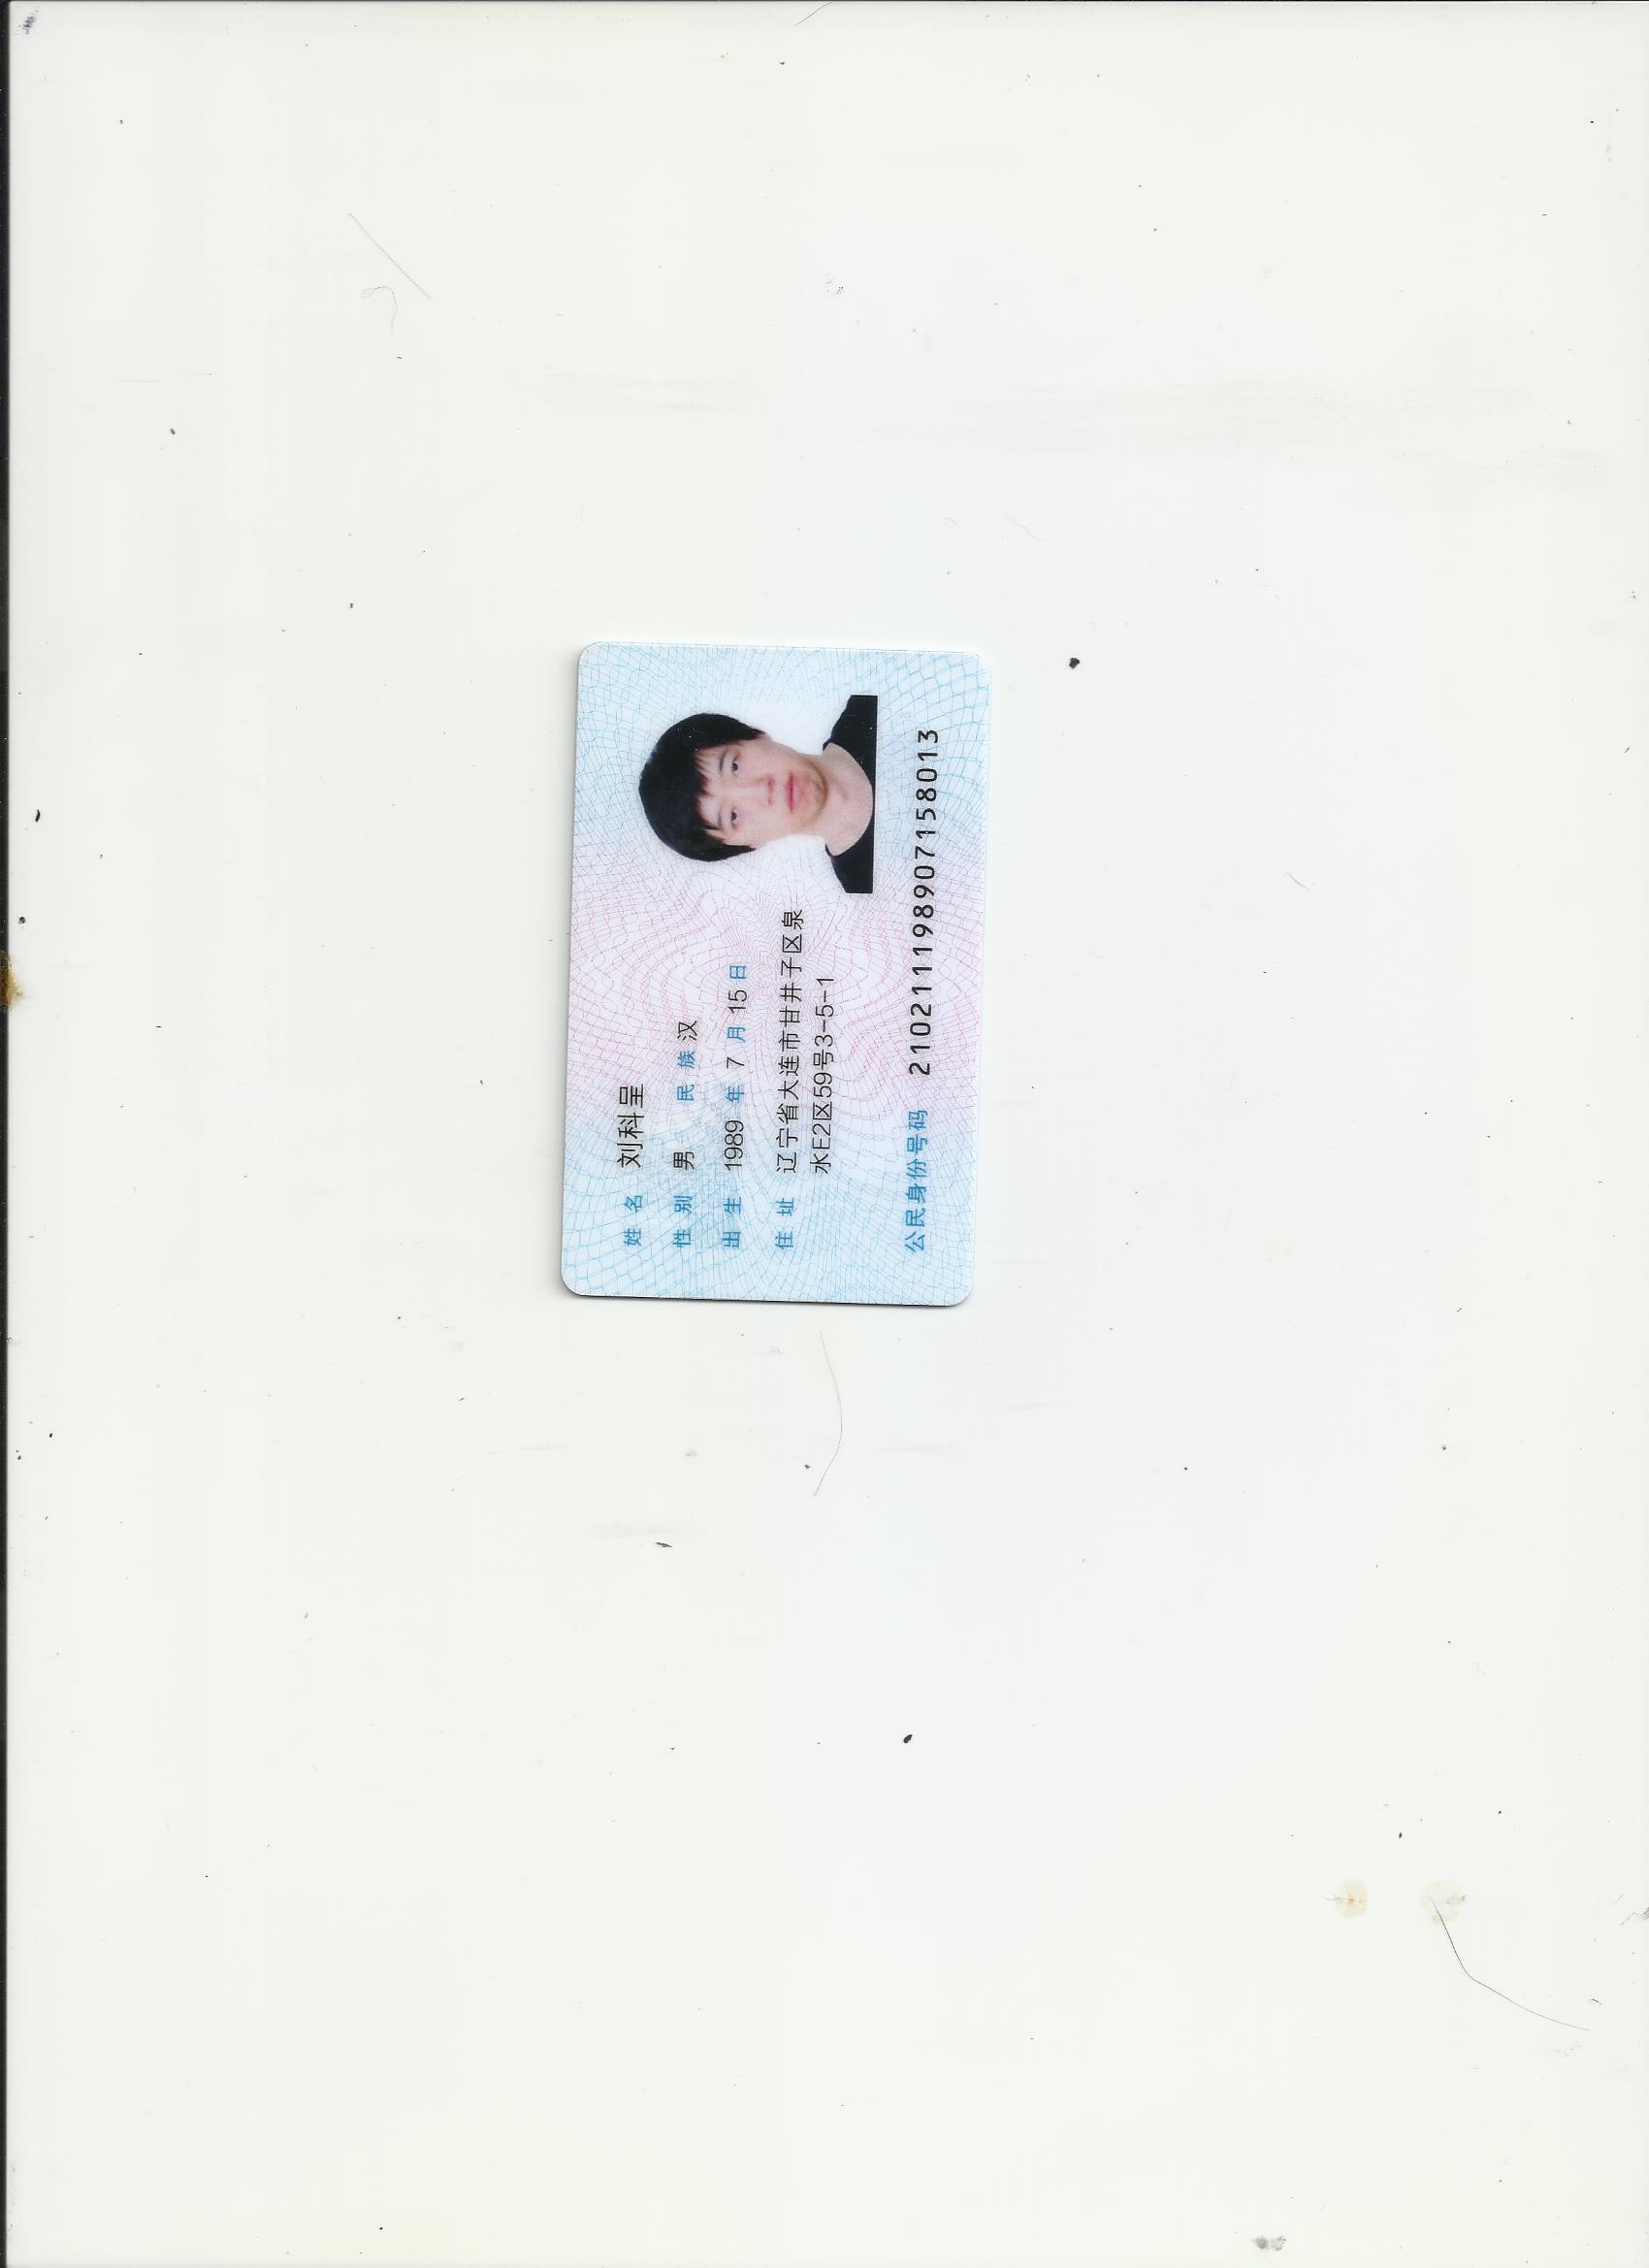 姓名 刘科呈
性别 男 民族 汉
出生 1989 年 7 月 15 日
住址 辽宁省大连市甘井子区泉
水E2区59号3-5-1
公民身份号码 210211198907158013